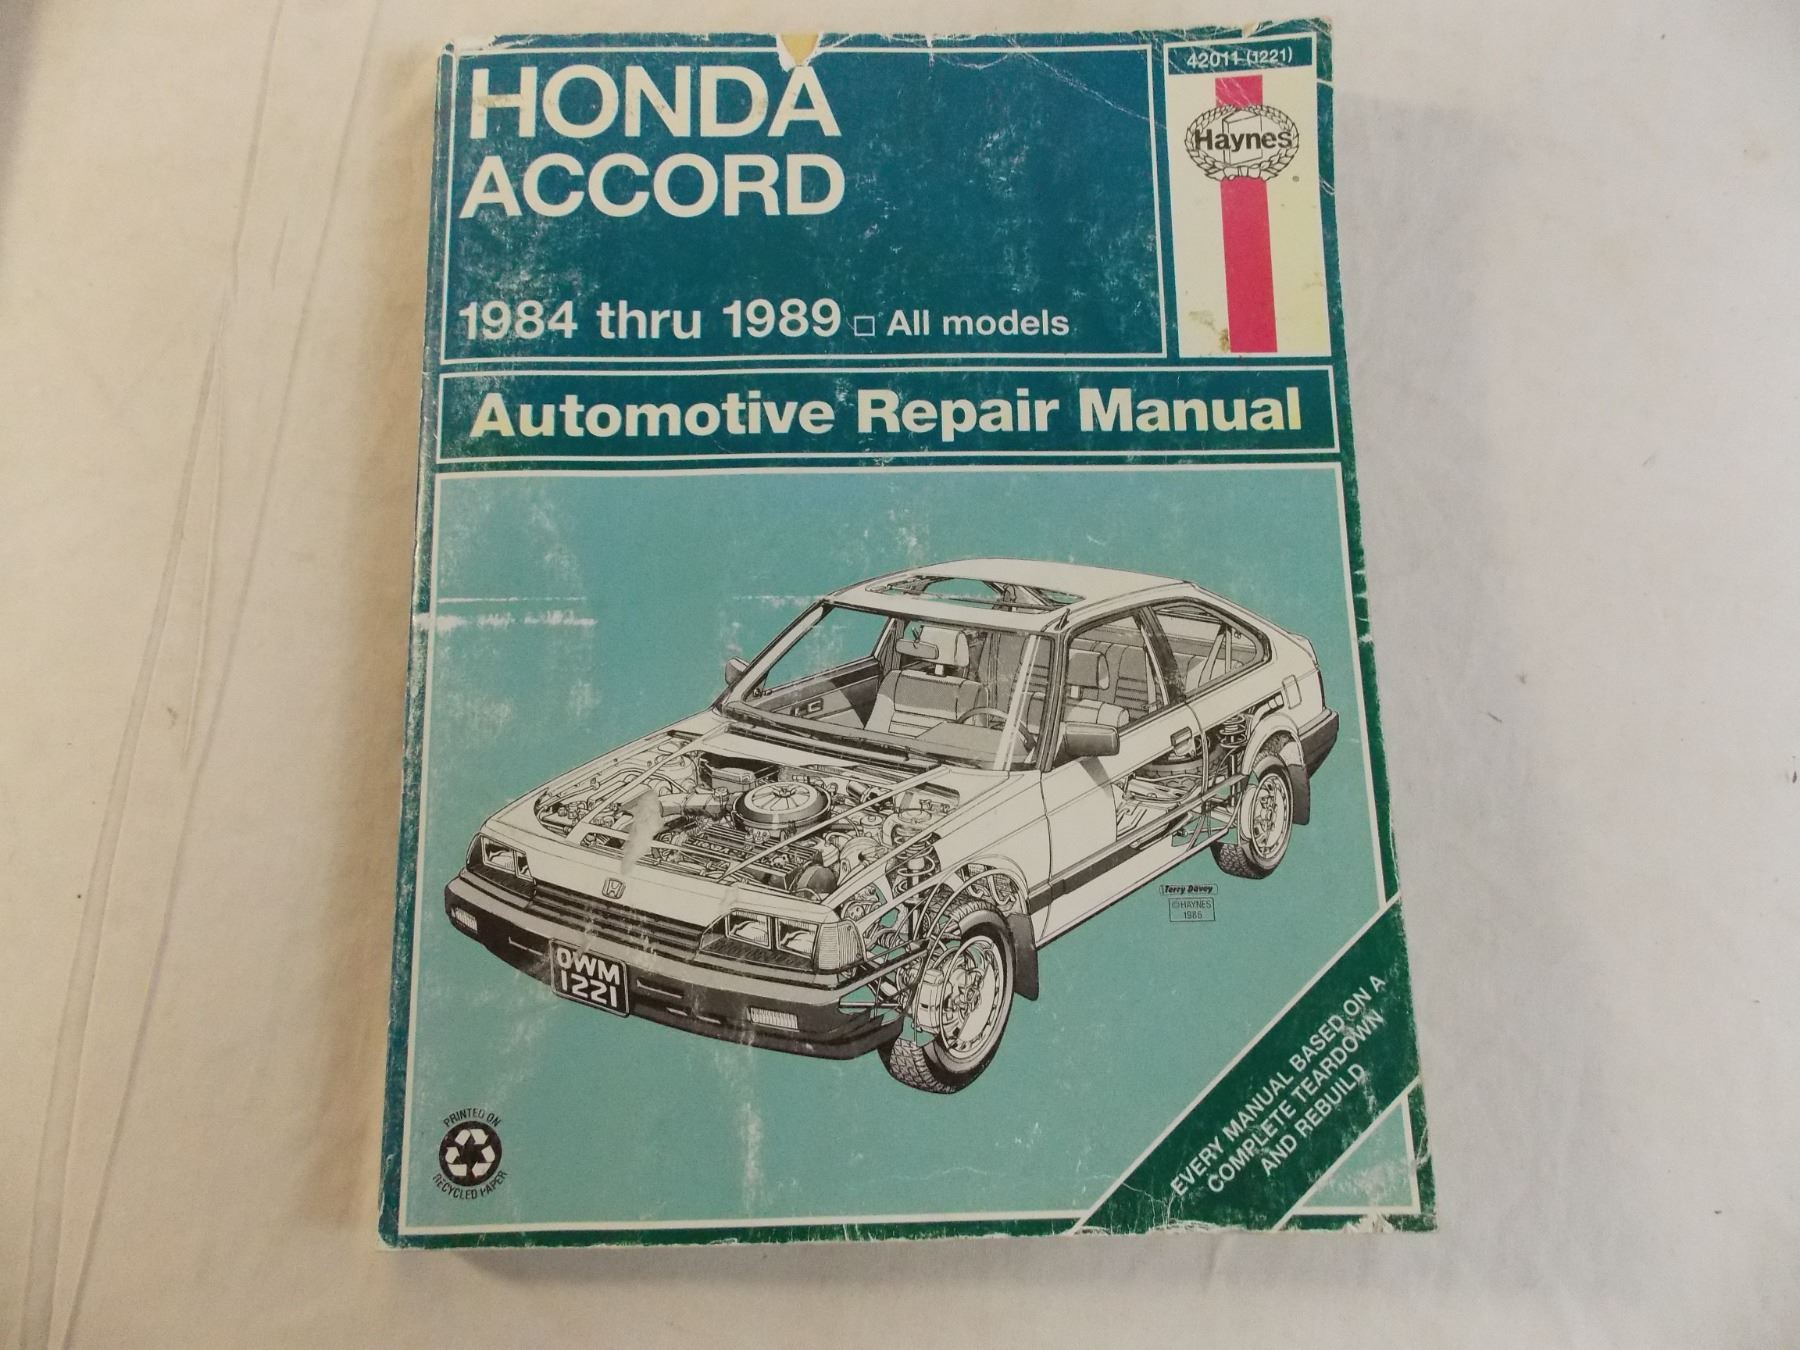 HONDA
ACCORD
1984 thru 1989 □ All models
42011 (1221)
Haynes
®
Automotive Repair Manual
OWM
1221
Terry Davey
©HAYNES
1986
PRINTED ON
RECYCLED PAPER
EVERY MANUAL BASED ON A
COMPLETE TEARDOWN
AND REBUILD